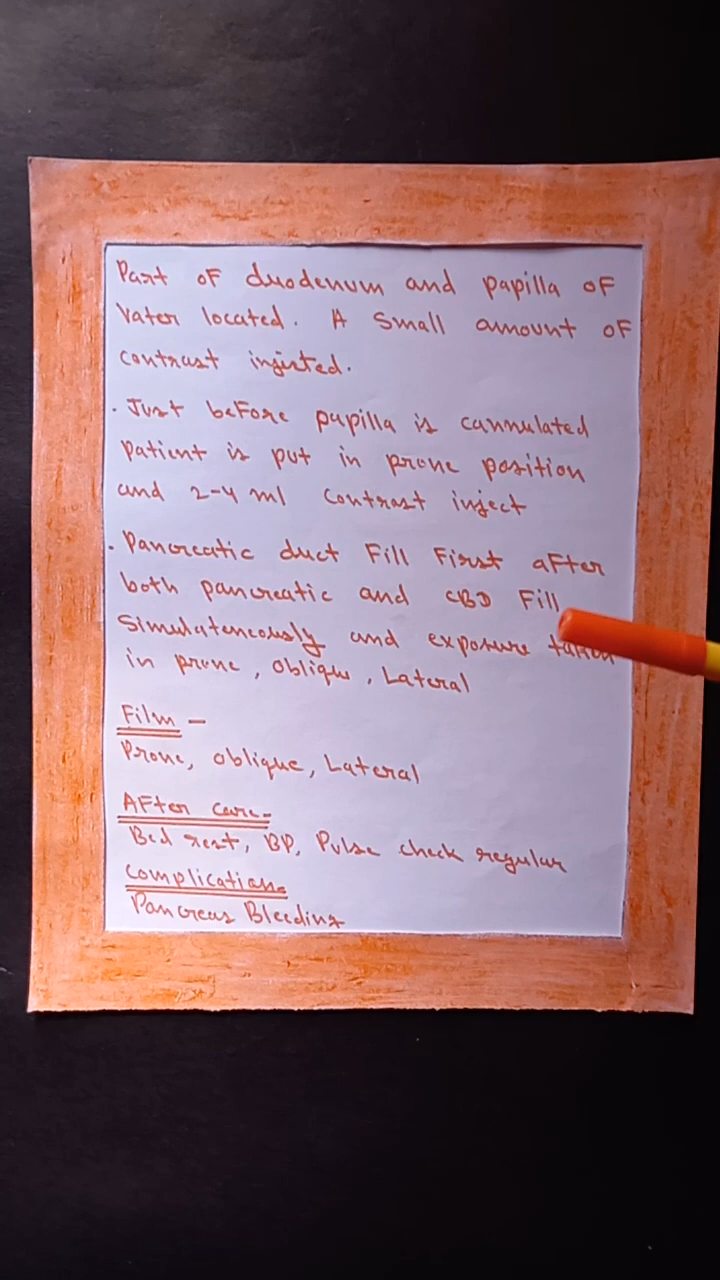 Part of duodenum and papilla of
Vater located. A small amount of
contrast injected.
· Just before papilla is cannulated
patient is put in prone position
and 2-4 ml contrast inject
· Pancreatic duct Fill First after
both pancreatic and CBD Fill
Simulateneously and exposure taken
in prone, oblique, Lateral
Film -
Prone, oblique, Lateral
AFter care-
Bed rest, BP, Pulse check regular
Complication-
Pancreas Bleeding